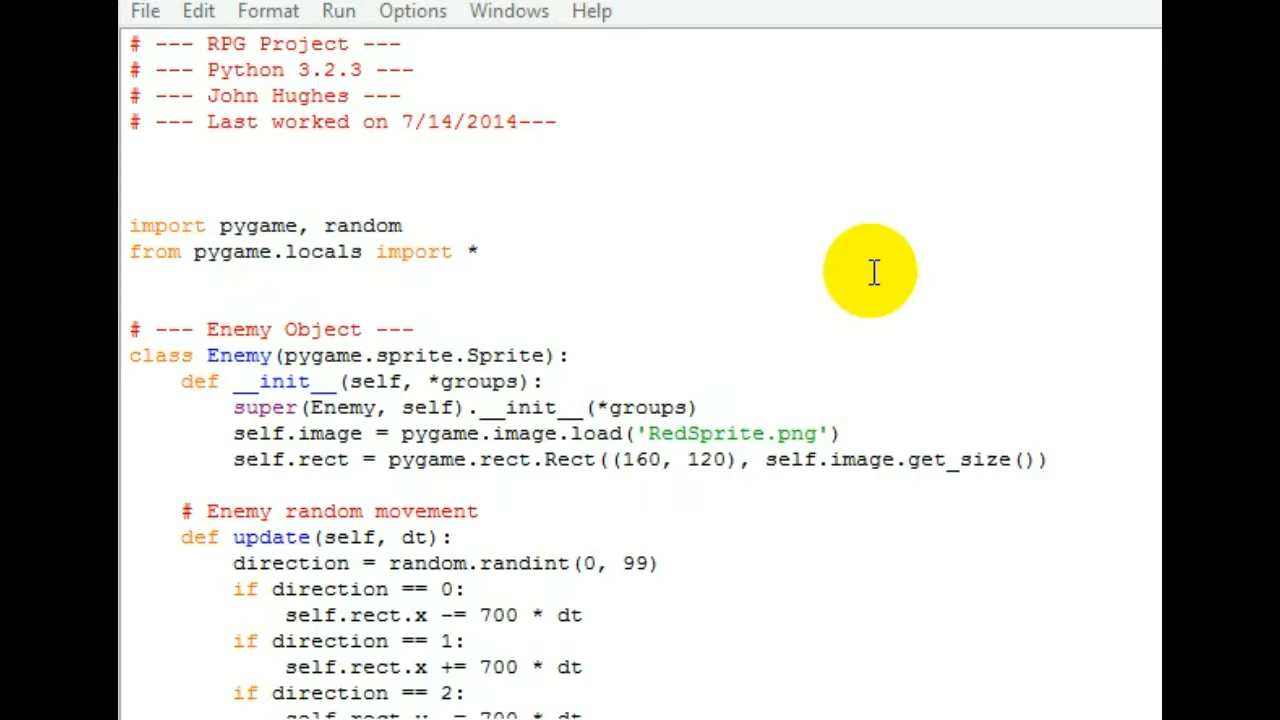 File Edit Format Run Options Windows Help
# --- RPG Project ---
# --- Python 3.2.3 ---
# --- John Hughes ---
# --- Last worked on 7/14/2014---
import pygame, random
from pygame.locals import *
# --- Enemy Object ---
class Enemy(pygame.sprite.Sprite):
    def __init__(self, *groups):
        super(Enemy, self).__init__(*groups)
        self.image = pygame.image.load('RedSprite.png')
        self.rect = pygame.rect.Rect((160, 120), self.image.get_size())
    # Enemy random movement
    def update(self, dt):
        direction = random.randint(0, 99)
        if direction == 0:
            self.rect.x -= 700 * dt
        if direction == 1:
            self.rect.x += 700 * dt
        if direction == 2: